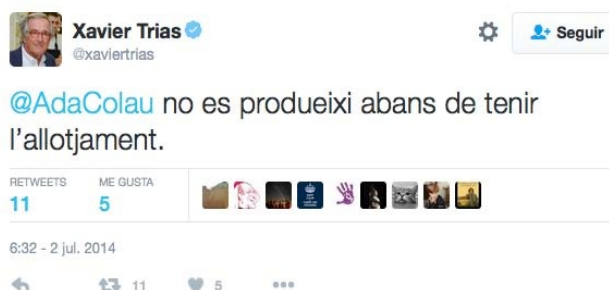 Xavier Trias
@xaviertrias
Seguir
@AdaColau no es produeixi abans de tenir
l'allotjament.
RETWEETS ME GUSTA
11 5
6:32 - 2 jul. 2014
11 5